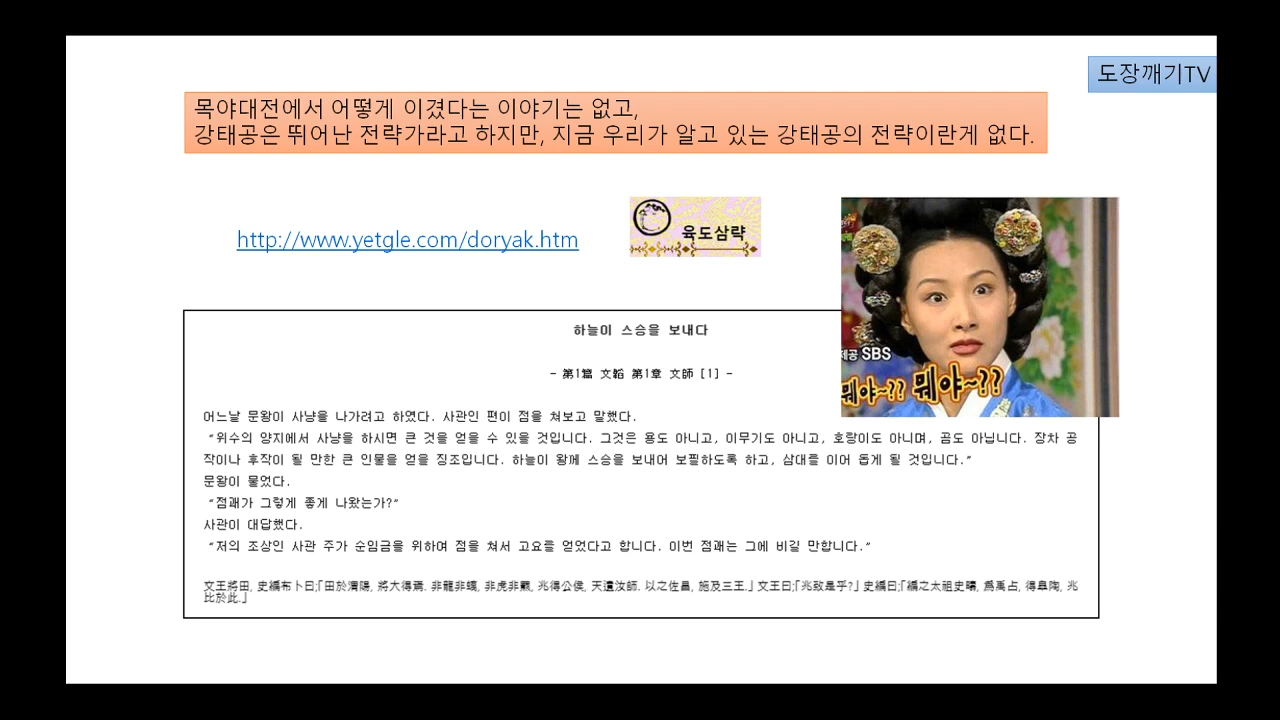 도장깨기TV
목야대전에서 어떻게 이겼다는 이야기는 없고,
강태공은 뛰어난 전략가라고 하지만, 지금 우리가 알고 있는 강태공의 전략이란게 없다.
http://www.yetgle.com/doryak.htm
육도삼략
제공 SBS
뭬야~?? 뭬야~??
하늘이 스승을 보내다
- 第1篇 文韜 第1章 文師 [1] -
어느날 문왕이 사냥을 나가려고 하였다. 사관인 편이 점을 쳐보고 말했다.
“위수의 양지에서 사냥을 하시면 큰 것을 얻을 수 있을 것입니다. 그것은 용도 아니고, 이무기도 아니고, 호랑이도 아니며, 곰도 아닙니다. 장차 공
작이나 후작이 될 만한 큰 인물을 얻을 징조입니다. 하늘이 왕께 스승을 보내어 보필하도록 하고, 삼대를 이어 돕게 될 것입니다.”
문왕이 물었다.
“점괘가 그렇게 좋게 나왔는가?”
사관이 대답했다.
“저의 조상인 사관 주가 순임금을 위하여 점을 쳐서 고요를 얻었다고 합니다. 이번 점괘는 그에 비길 만합니다.”
文王將田, 史編布卜曰;｢田於渭陽, 將大得焉. 非龍非彲, 非虎非羆, 兆得公侯, 天遺汝師. 以之佐昌, 施及三王.｣ 文王曰;｢兆致是乎?｣ 史編曰;｢編之太祖史疇, 爲禹占, 得皐陶, 兆
比於此.｣